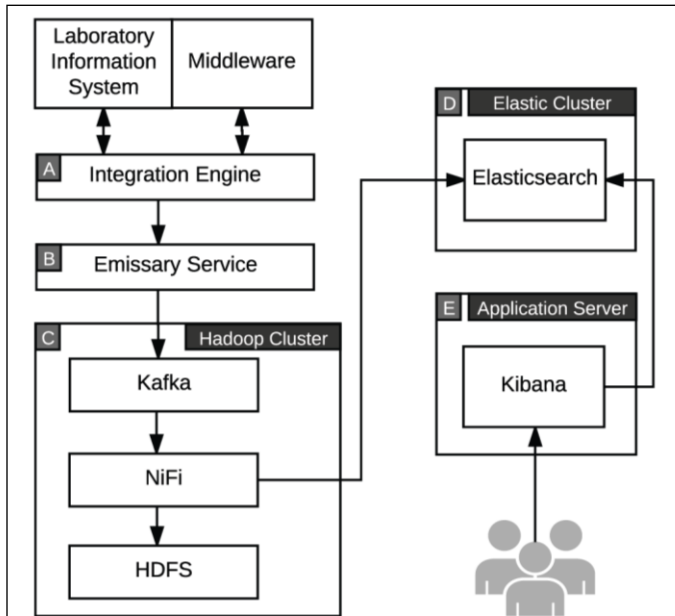 Laboratory
Information
System
Middleware
A
Integration Engine
B
Emissary Service
C
Hadoop Cluster
Kafka
NiFi
HDFS
D
Elastic Cluster
Elasticsearch
E
Application Server
Kibana